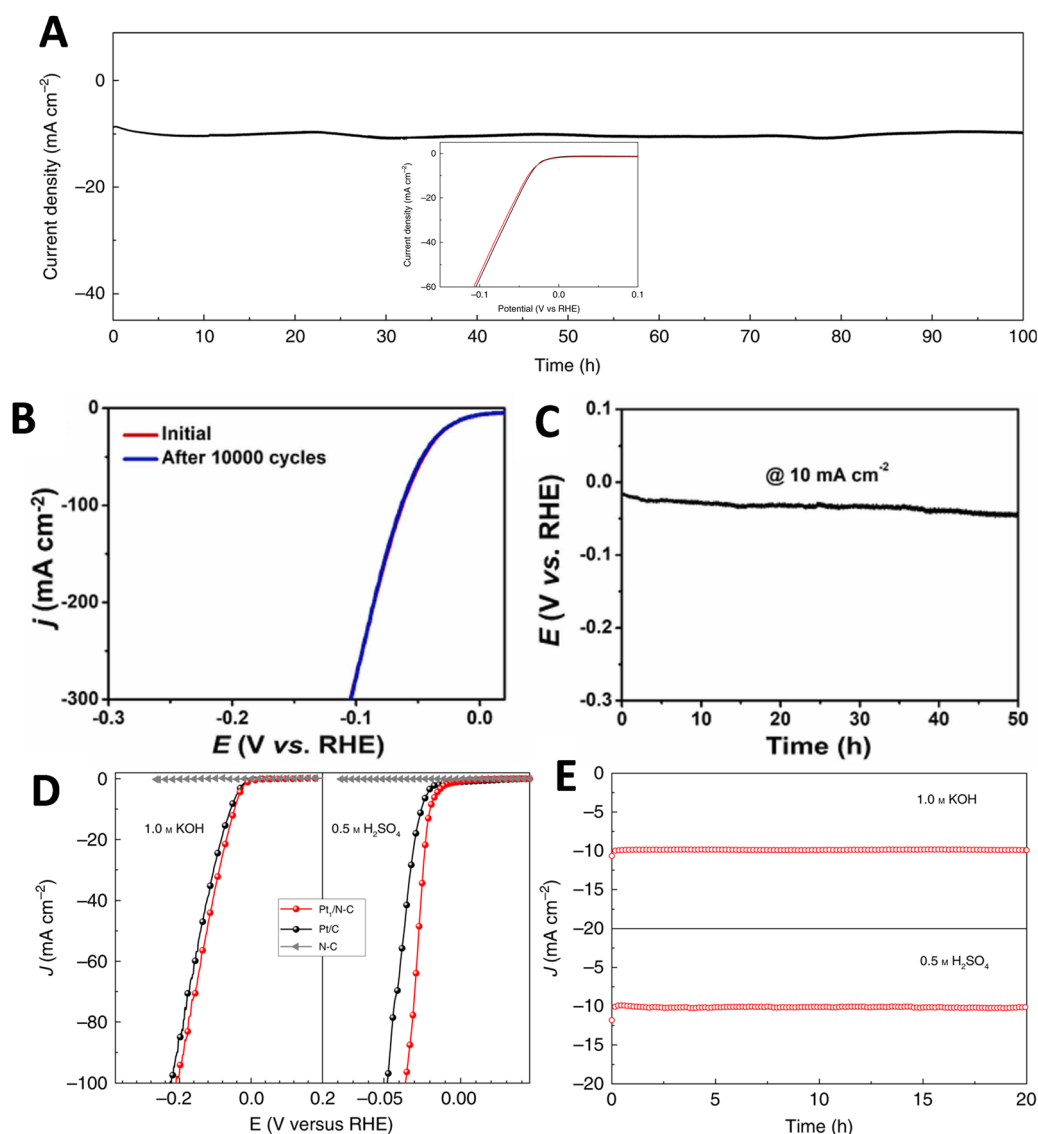 A
0
−20
−40
Current density (mA cm−2)
0
10
20
30
40
50
60
70
80
90
100
Time (h)
0
−20
−40
−60
Current density (mA cm−2)
−0.1
0.0
0.1
Potential (V vs RHE)
B
0
-100
-200
-300
j (mA cm-2)
Initial
After 10000 cycles
-0.3
-0.2
-0.1
0.0
E (V vs. RHE)
C
0.1
0.0
-0.1
-0.2
-0.3
E (V vs. RHE)
@ 10 mA cm-2
0
10
20
30
40
50
Time (h)
D
0
−20
−40
−60
−80
−100
J (mA cm−2)
1.0 M KOH
0.5 M H2SO4
Pt1/N-C
Pt/C
N-C
−0.2
0.0
0.2
−0.05
0.00
E (V versus RHE)
E
0
−5
−10
−15
−20
−5
−10
−15
−20
J (mA cm−2)
1.0 M KOH
0.5 M H2SO4
0
5
10
15
20
Time (h)